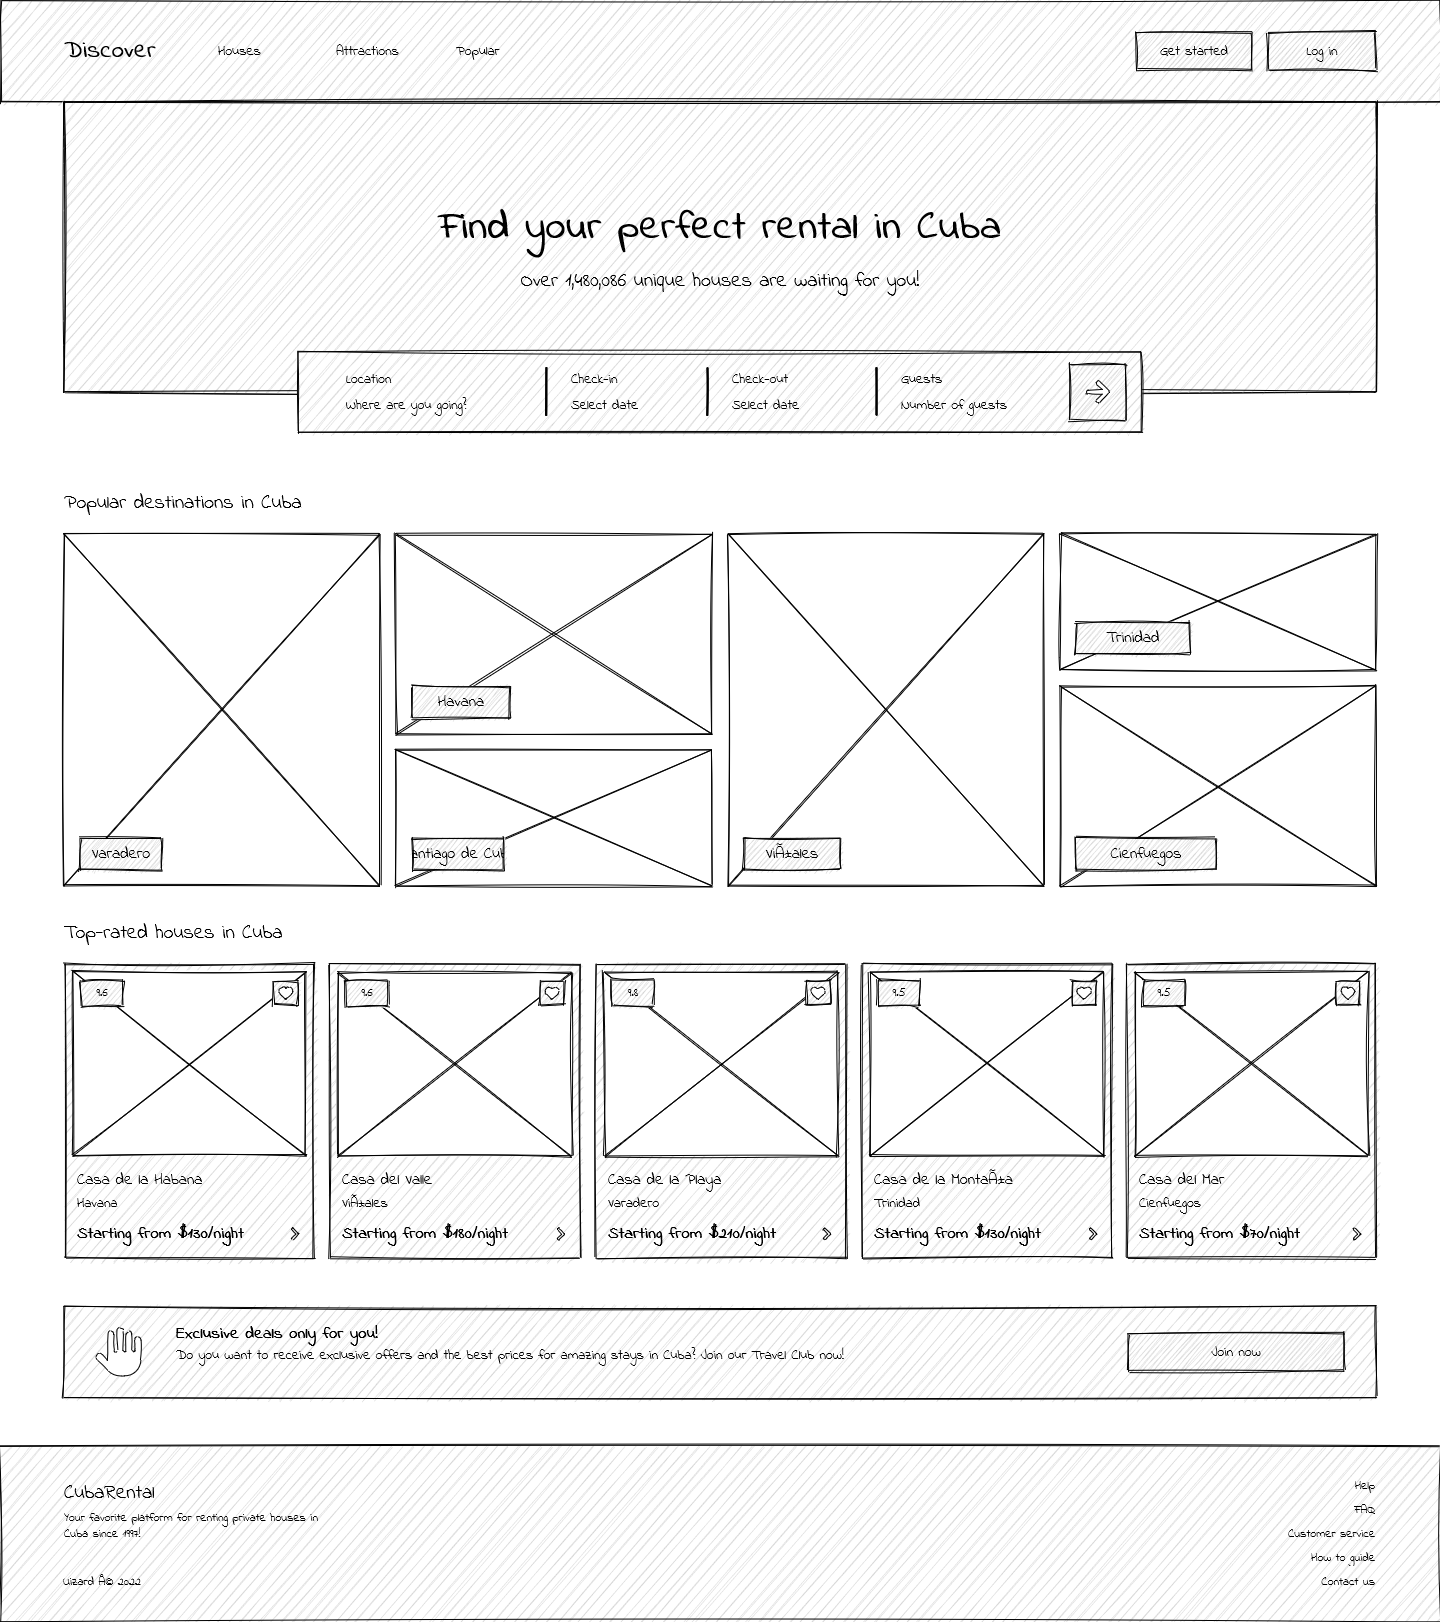 Discover
Houses
Attractions
Popular
Get started
Log in
Find your perfect rental in Cuba
Over 1,480,086 unique houses are waiting for you!
Location
Where are you going?
Check-in
Select date
Check-out
Select date
Guests
Number of guests
Popular destinations in Cuba
Varadero
Havana
antiago de Cu
ViÃ±ales
Trinidad
Cienfuegos
Top-rated houses in Cuba
9.6
Casa de la Habana
Havana
Starting from $130/night
9.6
Casa del Valle
ViÃ±ales
Starting from $180/night
9.8
Casa de la Playa
Varadero
Starting from $210/night
9.5
Casa de la MontaÃ±a
Trinidad
Starting from $130/night
9.5
Casa del Mar
Cienfuegos
Starting from $70/night
Exclusive deals only for you!
Do you want to receive exclusive offers and the best prices for amazing stays in Cuba? Join our Travel Club now!
Join now
CubaRental
Your favorite platform for renting private houses in
Cuba since 1997!
Uizard Â© 2022
Help
FAQ
Customer service
How to guide
Contact us